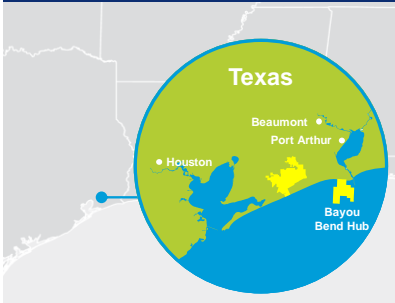 Texas
Beaumont
Port Arthur
Houston
Bayou
Bend Hub